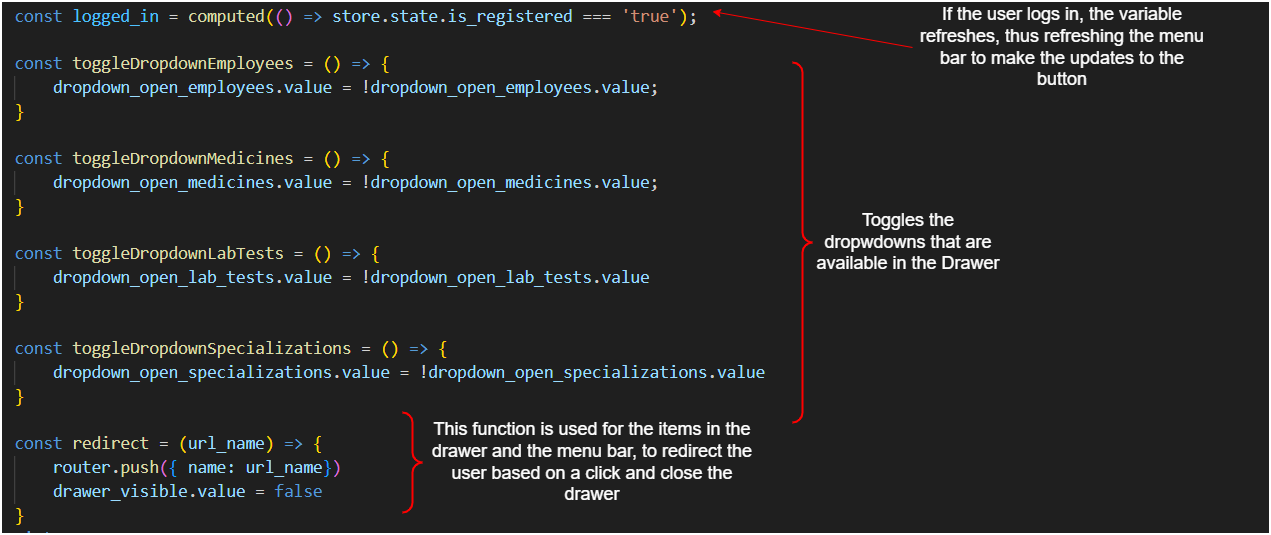 const logged_in = computed(() => store.state.is_registered === 'true');
If the user logs in, the variable
refreshes, thus refreshing the menu
bar to make the updates to the
button
const toggleDropdownEmployees = () => {
dropdown_open_employees.value = !dropdown_open_employees.value;
}
const toggleDropdownMedicines = () => {
dropdown_open_medicines.value = !dropdown_open_medicines.value;
}
const toggleDropdownLabTests = () => {
dropdown_open_lab_tests.value = !dropdown_open_lab_tests.value
}
const toggleDropdownSpecializations = () => {
dropdown_open_specializations.value = !dropdown_open_specializations.value
}
Toggles the
dropwdowns that are
available in the Drawer
const redirect = (url_name) => {
router.push({ name: url_name})
drawer_visible.value = false
}
This function is used for the items in the
drawer and the menu bar, to redirect the
user based on a click and close the
drawer